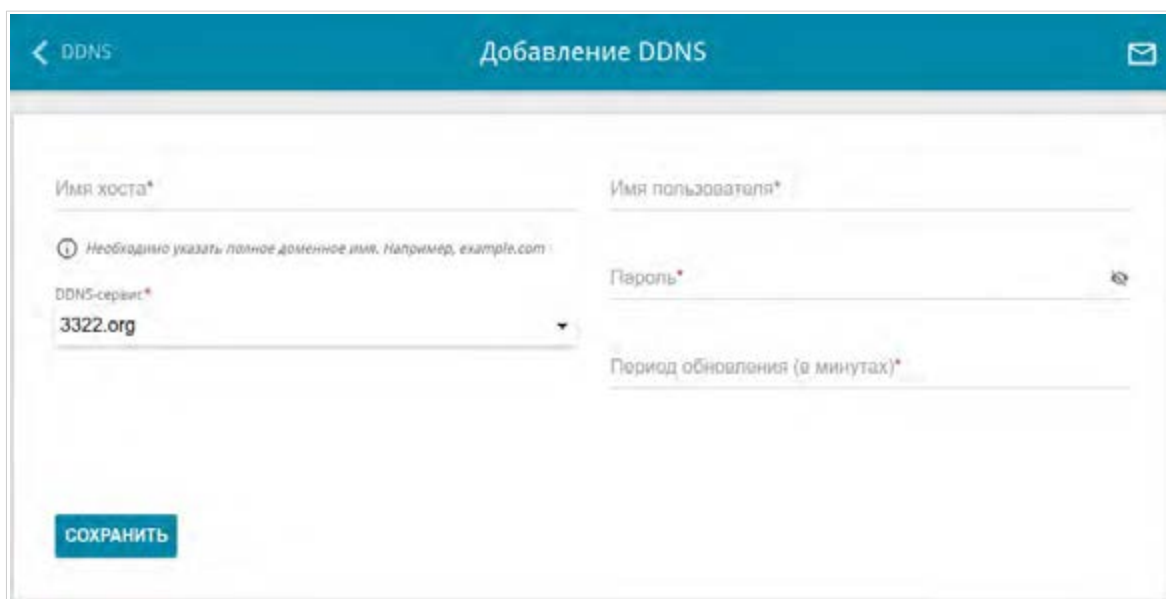 DDNS
Добавление DDNS
Имя хоста*
Необходимо указать полное доменное имя. Например, example.com
DDNS-сервис*
3322.org
Имя пользователя*
Пароль*
Период обновления (в минутах)*
СОХРАНИТЬ